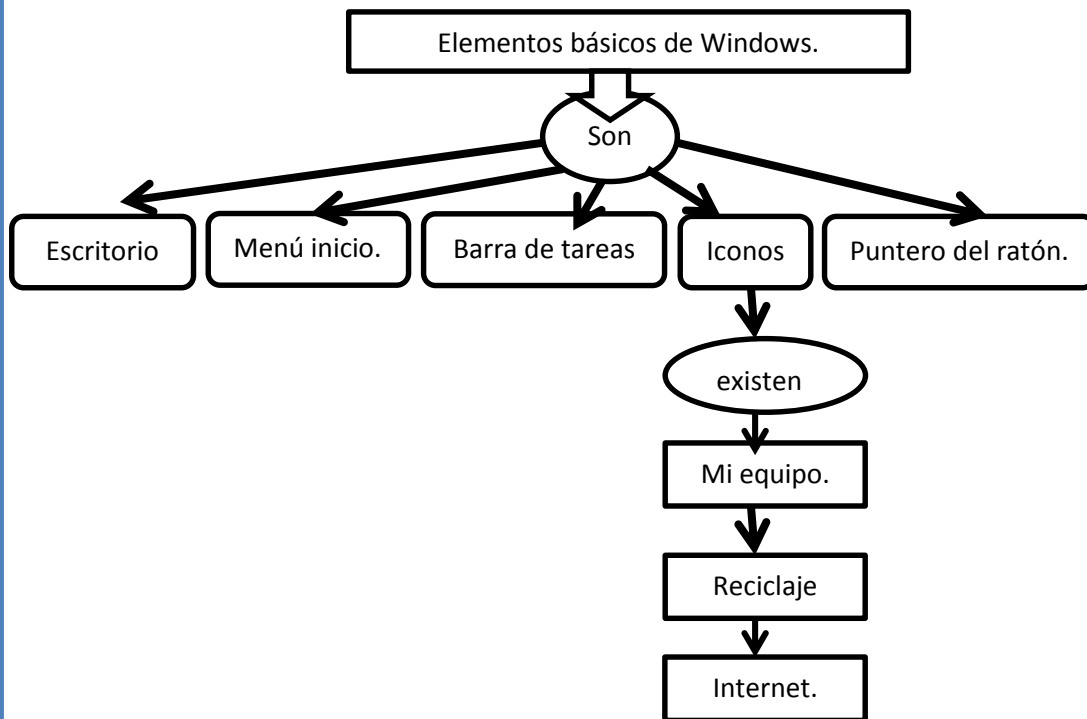 Elementos básicos de Windows.
Son
Escritorio
Menú inicio.
Barra de tareas
Iconos
Puntero del ratón.
existen
Mi equipo.
Reciclaje
Internet.